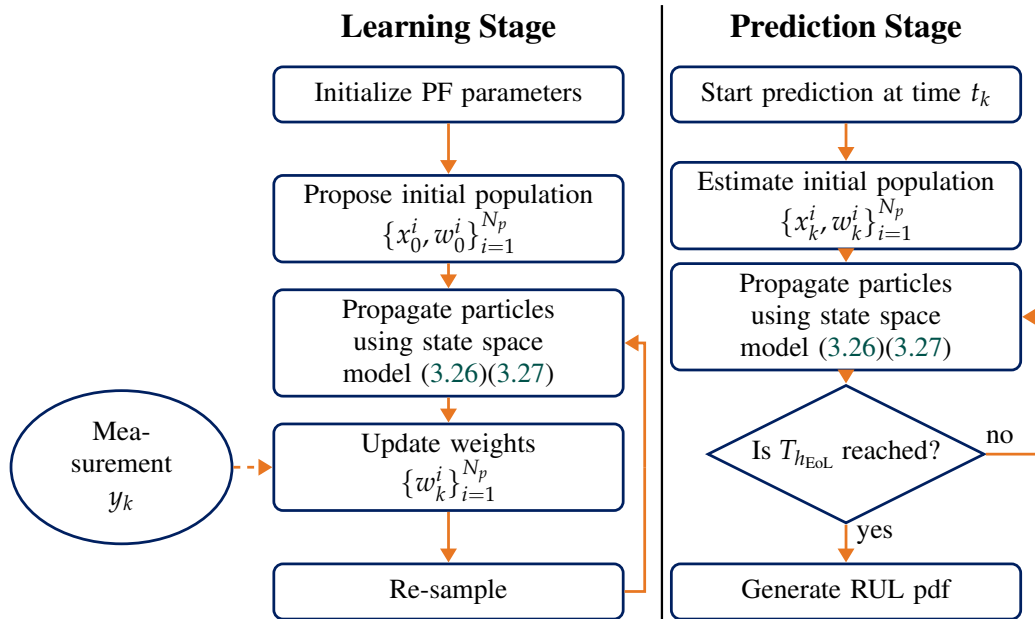 Learning Stage
Initialize PF parameters
Propose initial population
$\{x_0^i, w_0^i\}_{i=1}^{N_p}$
Propagate particles
using state space
model (3.26)(3.27)
Mea-
surement
$y_k$
Update weights
$\{w_k^i\}_{i=1}^{N_p}$
Re-sample
Prediction Stage
Start prediction at time $t_k$
Estimate initial population
$\{x_k^i, w_k^i\}_{i=1}^{N_p}$
Propagate particles
using state space
model (3.26)(3.27)
Is $T_{h_{\mathrm{EoL}}}$ reached?
no
yes
Generate RUL pdf